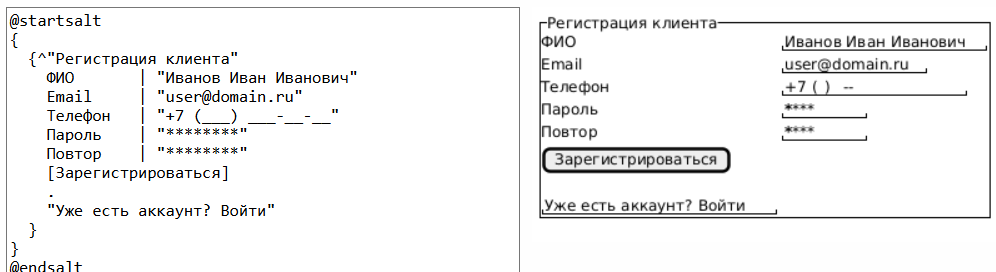 @startsalt
{
{^"Регистрация клиента"
ФИО | "Иванов Иван Иванович"
Email | "user@domain.ru"
Телефон | "+7 (___) ___-__-__"
Пароль | "********"
Повтор | "********"
[Зарегистрироваться]
.
"Уже есть аккаунт? Войти"
}
}
@endsalt
Регистрация клиента
ФИО Иванов Иван Иванович
Email user@domain.ru
Телефон +7 ( ) --
Пароль ****
Повтор ****
Зарегистрироваться
Уже есть аккаунт? Войти